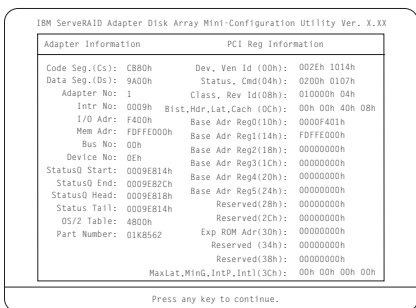 IBM ServeRAID Adapter Disk Array Mini-Configuration Utility Ver. X.XX
Adapter Information PCI Reg Information
Code Seg.(Cs): CBB0h Dev, Ven Id (00h): 002Eh 1014h
Data Seg.(Ds): 9A00h Status, Cmd(04h): 0200h 0107h
Adapter No: 1 Class, Rev Id(08h): 010000h 04h
Intr No: 0009h Bist,Hdr,Lat,Cach (0Ch): 00h 00h 40h 08h
I/O Adr: F400h Base Adr Reg0(10h): 0000F401h
Mem Adr: FDFFE000h Base Adr Reg1(14h): FDFFE000h
Bus No: 00h Base Adr Reg2(18h): 00000000h
Device No: 0Eh Base Adr Reg3(1Ch): 00000000h
StatusQ Start: 0009E814h Base Adr Reg4(20h): 00000000h
StatusQ End: 0009E82Ch Base Adr Reg5(24h): 00000000h
StatusQ Head: 0009E818h Reserved(28h): 00000000h
Status Tail: 0009E814h Reserved(2Ch): 00000000h
OS/2 Table: 4800h Exp ROM Adr(30h): 00000000h
Part Number: 01K8562 Reserved (34h): 00000000h
Reserved(38h): 00000000h
MaxLat,MinG,IntP,Intl(3Ch): 00h 00h 00h 00h
Press any key to continue.